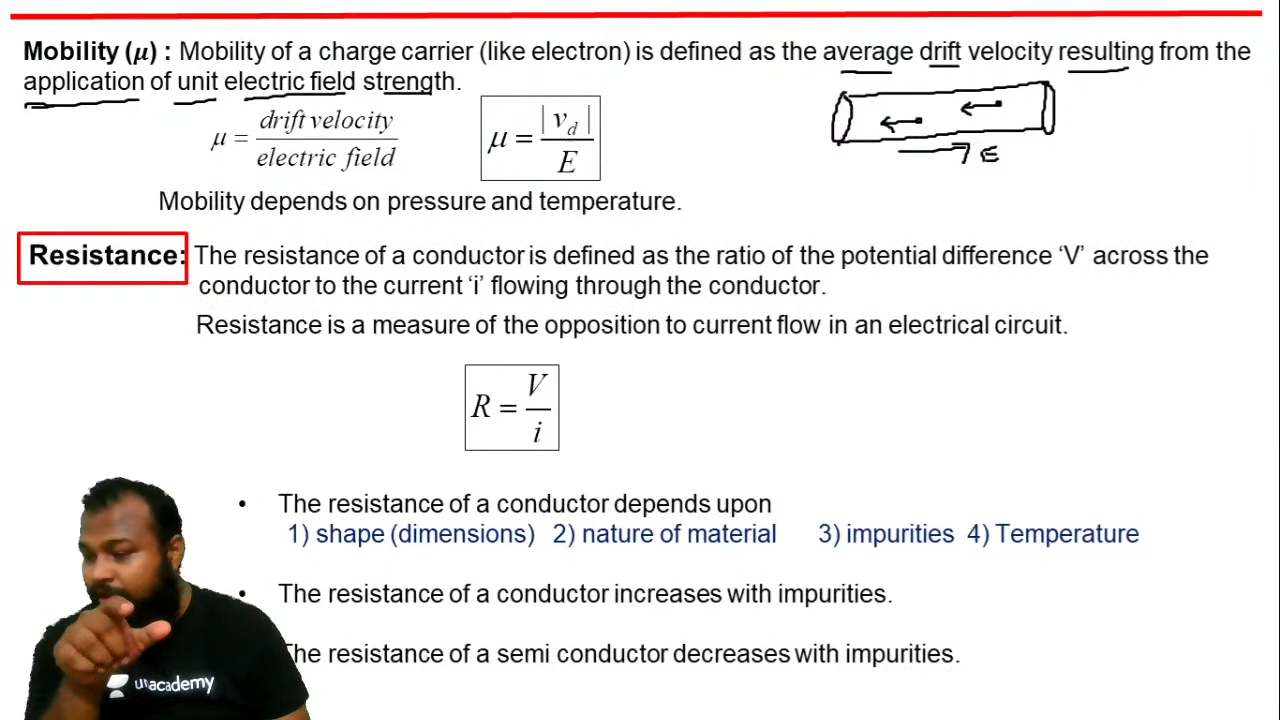 Mobility (μ) : Mobility of a charge carrier (like electron) is defined as the average drift velocity resulting from the
application of unit electric field strength.
μ = drift velocity / electric field
μ = | v_d | / E
E
Mobility depends on pressure and temperature.
Resistance: The resistance of a conductor is defined as the ratio of the potential difference ‘V’ across the
conductor to the current ‘i’ flowing through the conductor.
Resistance is a measure of the opposition to current flow in an electrical circuit.
R = V / i
• The resistance of a conductor depends upon
1) shape (dimensions) 2) nature of material 3) impurities 4) Temperature
• The resistance of a conductor increases with impurities.
The resistance of a semi conductor decreases with impurities.
unacademy